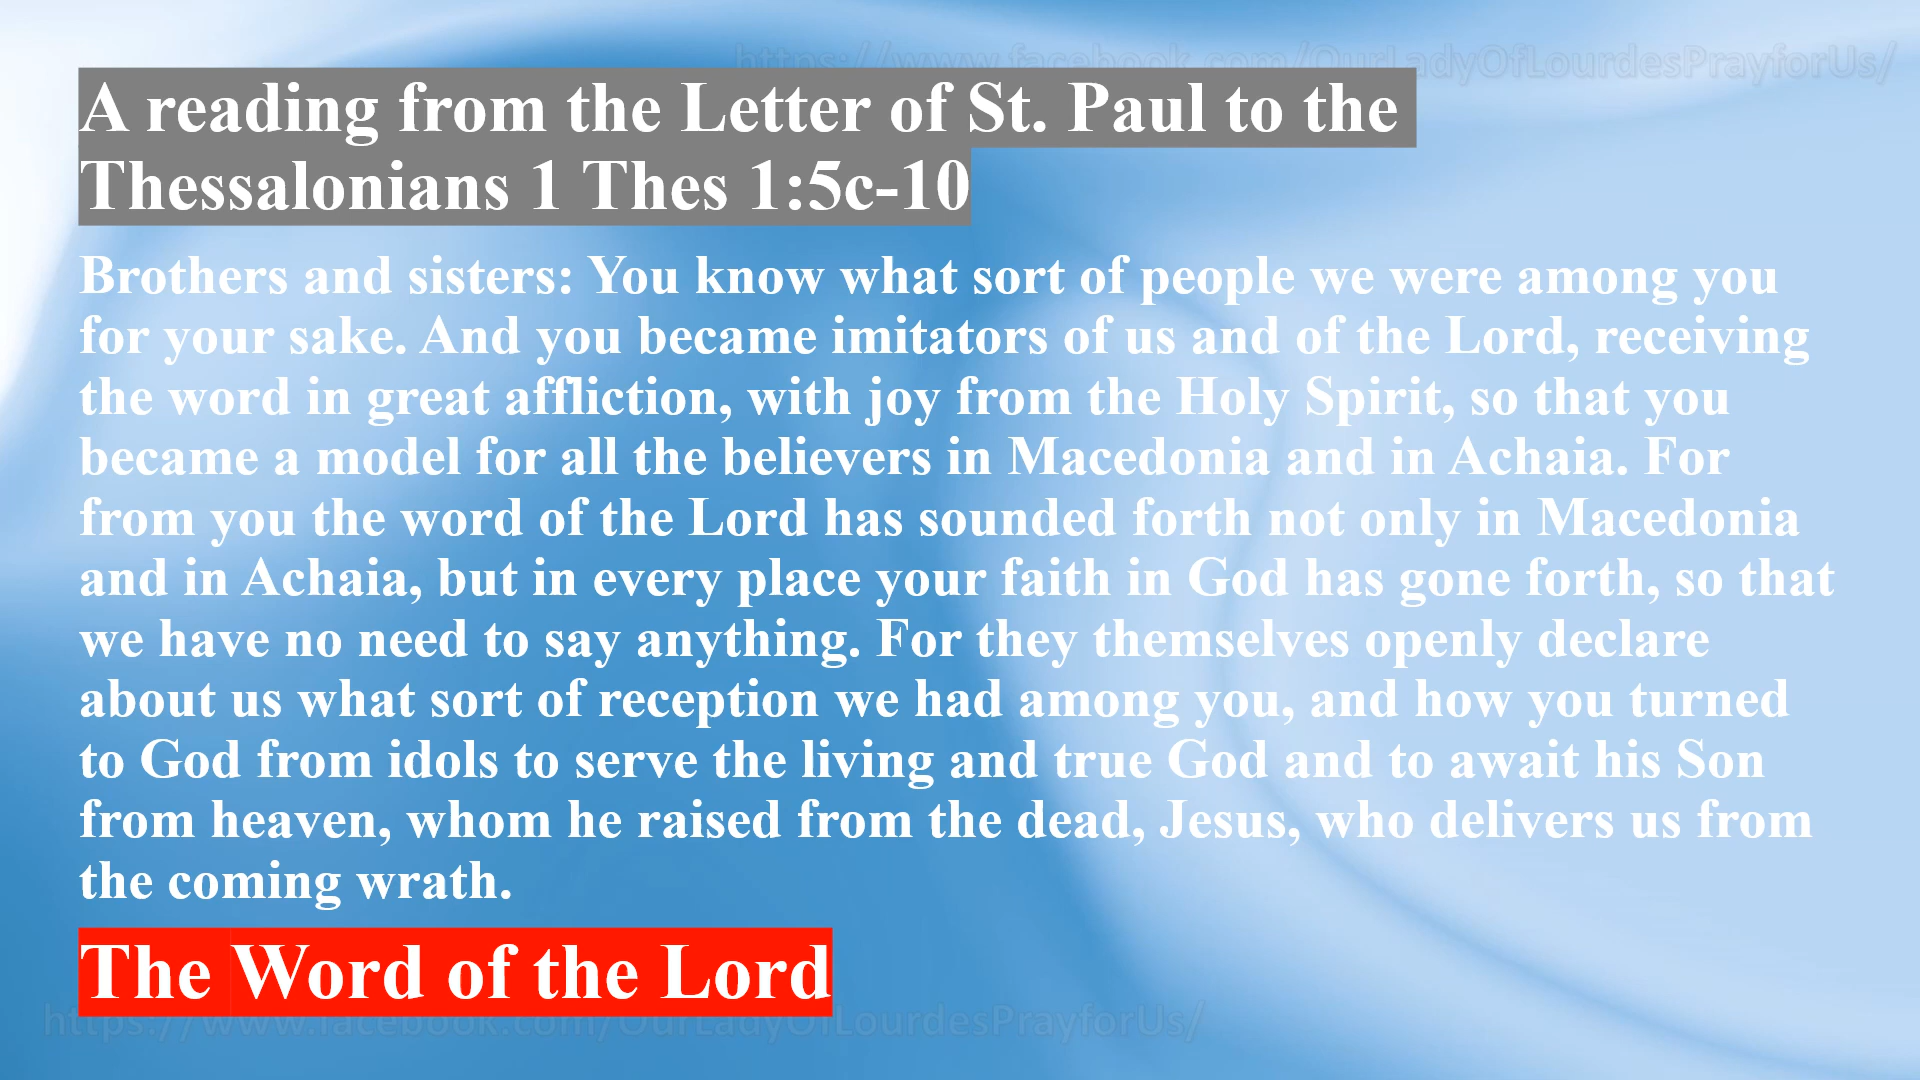 https://www.facebook.com/OurLadyOfLourdesPrayforUs/
A reading from the Letter of St. Paul to the
Thessalonians 1 Thes 1:5c-10
Brothers and sisters: You know what sort of people we were among you
for your sake. And you became imitators of us and of the Lord, receiving
the word in great affliction, with joy from the Holy Spirit, so that you
became a model for all the believers in Macedonia and in Achaia. For
from you the word of the Lord has sounded forth not only in Macedonia
and in Achaia, but in every place your faith in God has gone forth, so that
we have no need to say anything. For they themselves openly declare
about us what sort of reception we had among you, and how you turned
to God from idols to serve the living and true God and to await his Son
from heaven, whom he raised from the dead, Jesus, who delivers us from
the coming wrath.
The Word of the Lord
https://www.facebook.com/OurLadyOfLourdesPrayforUs/